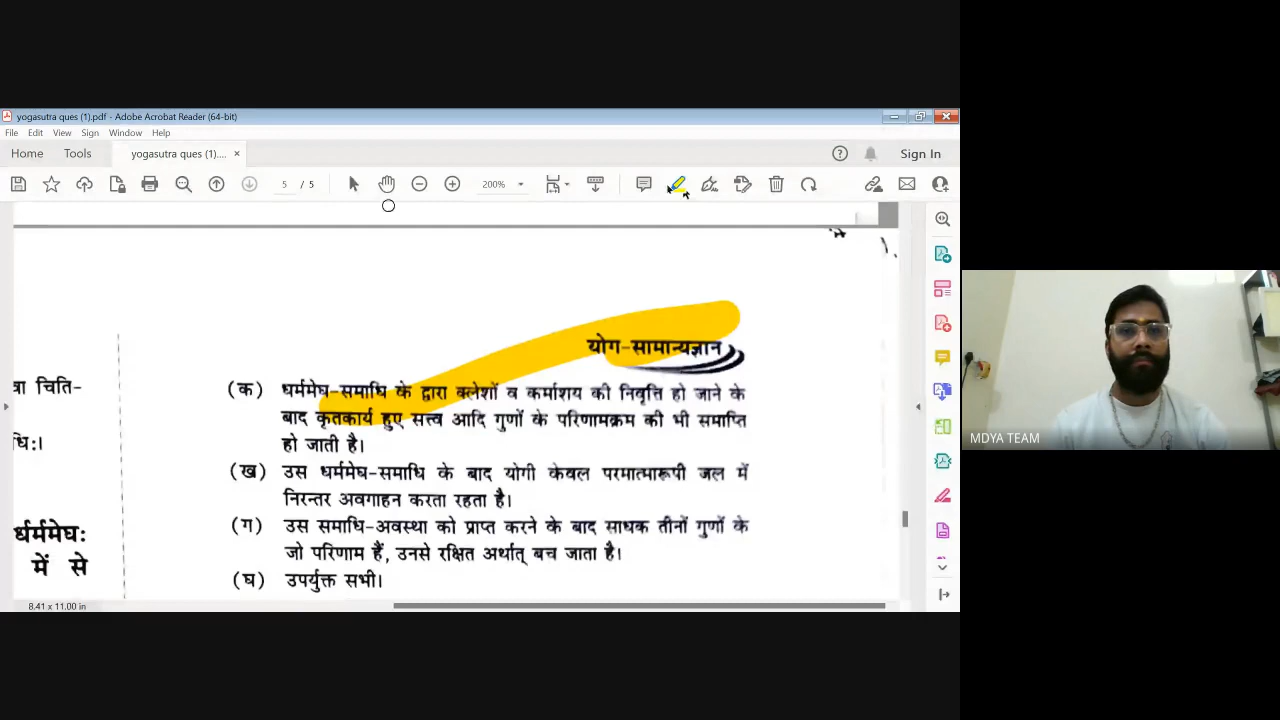 yogasutra ques (1).pdf - Adobe Acrobat Reader (64-bit)
File Edit View Sign Window Help
Home Tools yogasutra ques (1).... × Sign In
5 / 5 200%
योग-सामान्यज्ञान
त्रा चिति-
धिः।
र्धर्ममेघः
में से
(क) धर्ममेघ-समाधि के द्वारा क्लेशों व कर्माशय की निवृत्ति हो जाने के
बाद कृतकार्य हुए सत्त्व आदि गुणों के परिणामक्रम की भी समाप्ति
हो जाती है।
(ख) उस धर्ममेघ-समाधि के बाद योगी केवल परमात्मारूपी जल में
निरन्तर अवगाहन करता रहता है।
(ग) उस समाधि-अवस्था को प्राप्त करने के बाद साधक तीनों गुणों के
जो परिणाम हैं, उनसे रक्षित अर्थात् बच जाता है।
(घ) उपर्युक्त सभी।
8.41 x 11.00 in
MDYA TEAM